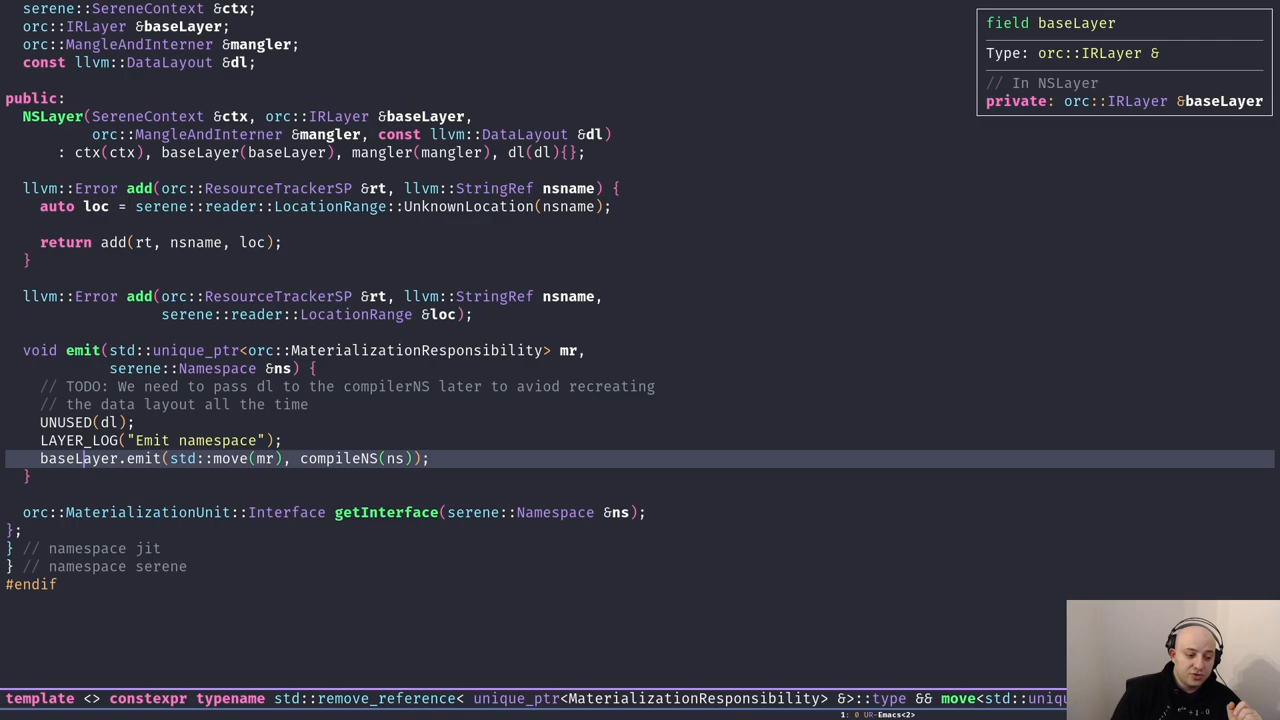 serene::SereneContext &ctx;
orc::IRLayer &baseLayer;
orc::MangleAndInterner &mangler;
const llvm::DataLayout &dl;
public:
NSLayer(SereneContext &ctx, orc::IRLayer &baseLayer,
orc::MangleAndInterner &mangler, const llvm::DataLayout &dl)
: ctx(ctx), baseLayer(baseLayer), mangler(mangler), dl(dl){};
llvm::Error add(orc::ResourceTrackerSP &rt, llvm::StringRef nsname) {
auto loc = serene::reader::LocationRange::UnknownLocation(nsname);
return add(rt, nsname, loc);
}
llvm::Error add(orc::ResourceTrackerSP &rt, llvm::StringRef nsname,
serene::reader::LocationRange &loc);
void emit(std::unique_ptr<orc::MaterializationResponsibility> mr,
serene::Namespace &ns) {
// TODO: We need to pass dl to the compilerNS later to aviod recreating
// the data layout all the time
UNUSED(dl);
LAYER_LOG("Emit namespace");
baseLayer.emit(std::move(mr), compileNS(ns));
}
orc::MaterializationUnit::Interface getInterface(serene::Namespace &ns);
};
} // namespace jit
} // namespace serene
#endif
field baseLayer
Type: orc::IRLayer &
// In NSLayer
private: orc::IRLayer &baseLayer
template <> constexpr typename std::remove_reference< unique_ptr<MaterializationResponsibility> &>::type && move<std::uniq
1: 0 UR-Emacs<2>